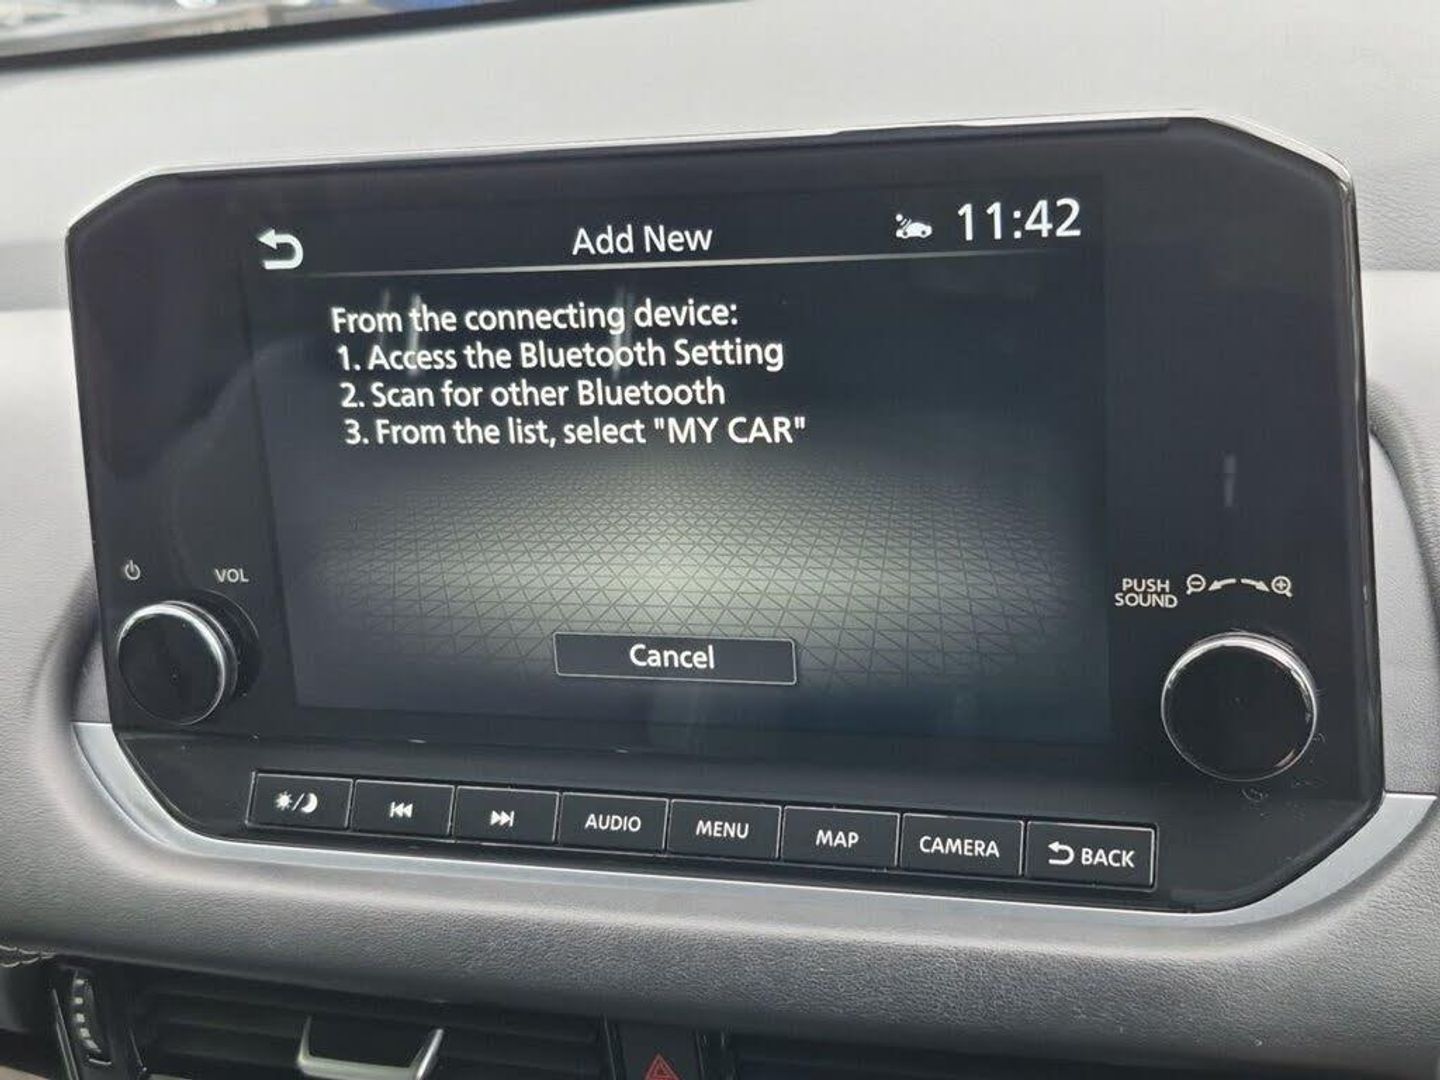 Add New
11:42
From the connecting device:
1. Access the Bluetooth Setting
2. Scan for other Bluetooth
3. From the list, select "MY CAR"
Cancel
VOL
PUSH
SOUND
AUDIO
MENU
MAP
CAMERA
BACK